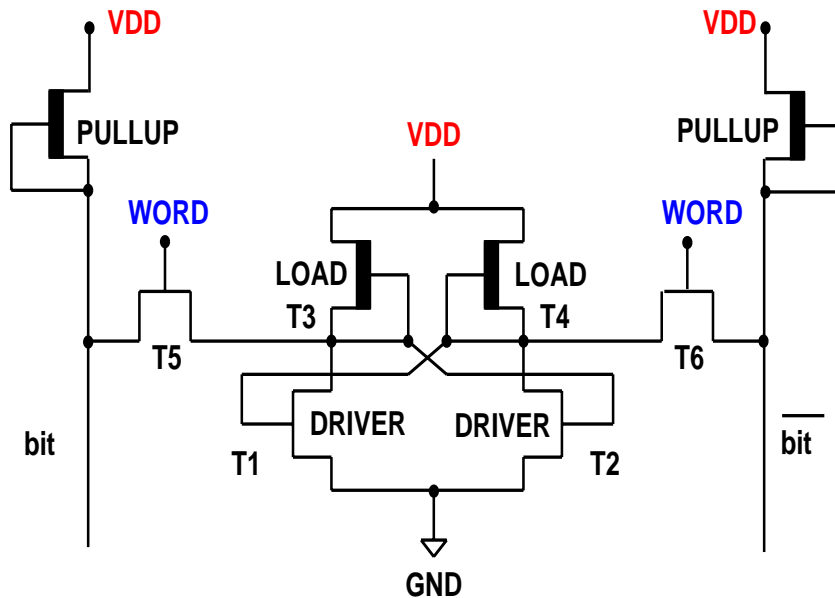 VDD
VDD
PULLUP
PULLUP
VDD
WORD
WORD
LOAD
LOAD
T3
T4
T5
T6
DRIVER
DRIVER
bit
bit
T1
T2
GND